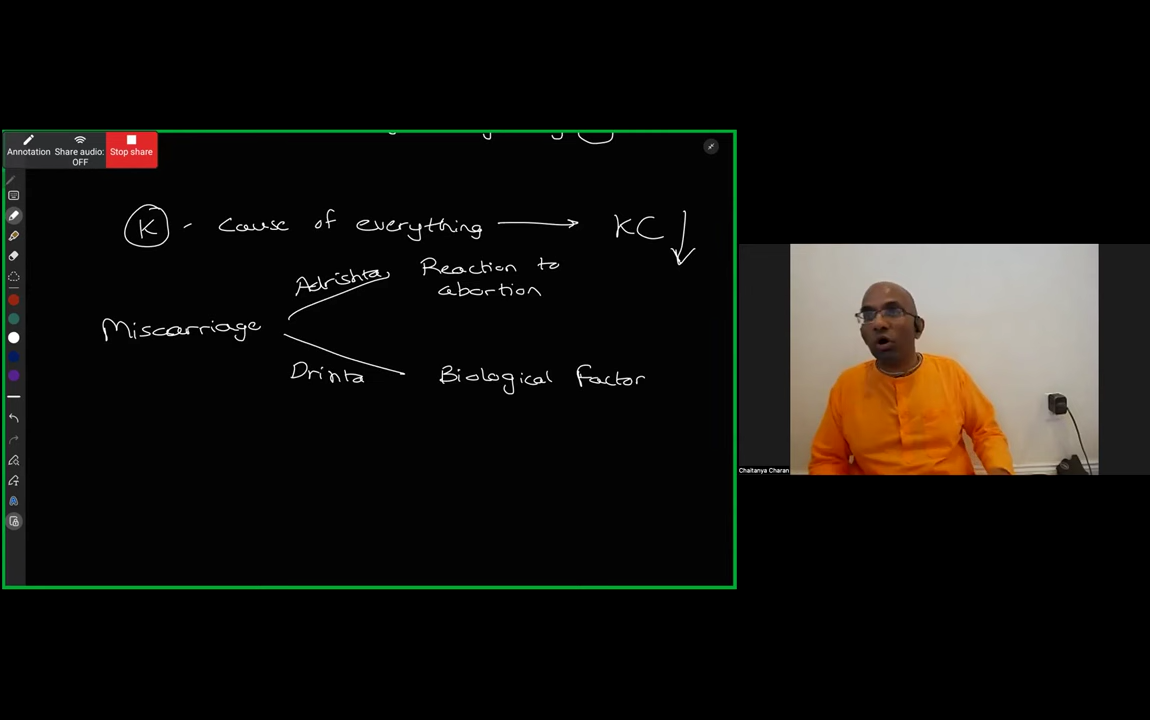 Annotation
Share audio:
OFF
Stop share
K - cause of everything → KC ↓
Adrishta Reaction to
abortion
Miscarriage
Drishta Biological Factor
Chaitanya Charan